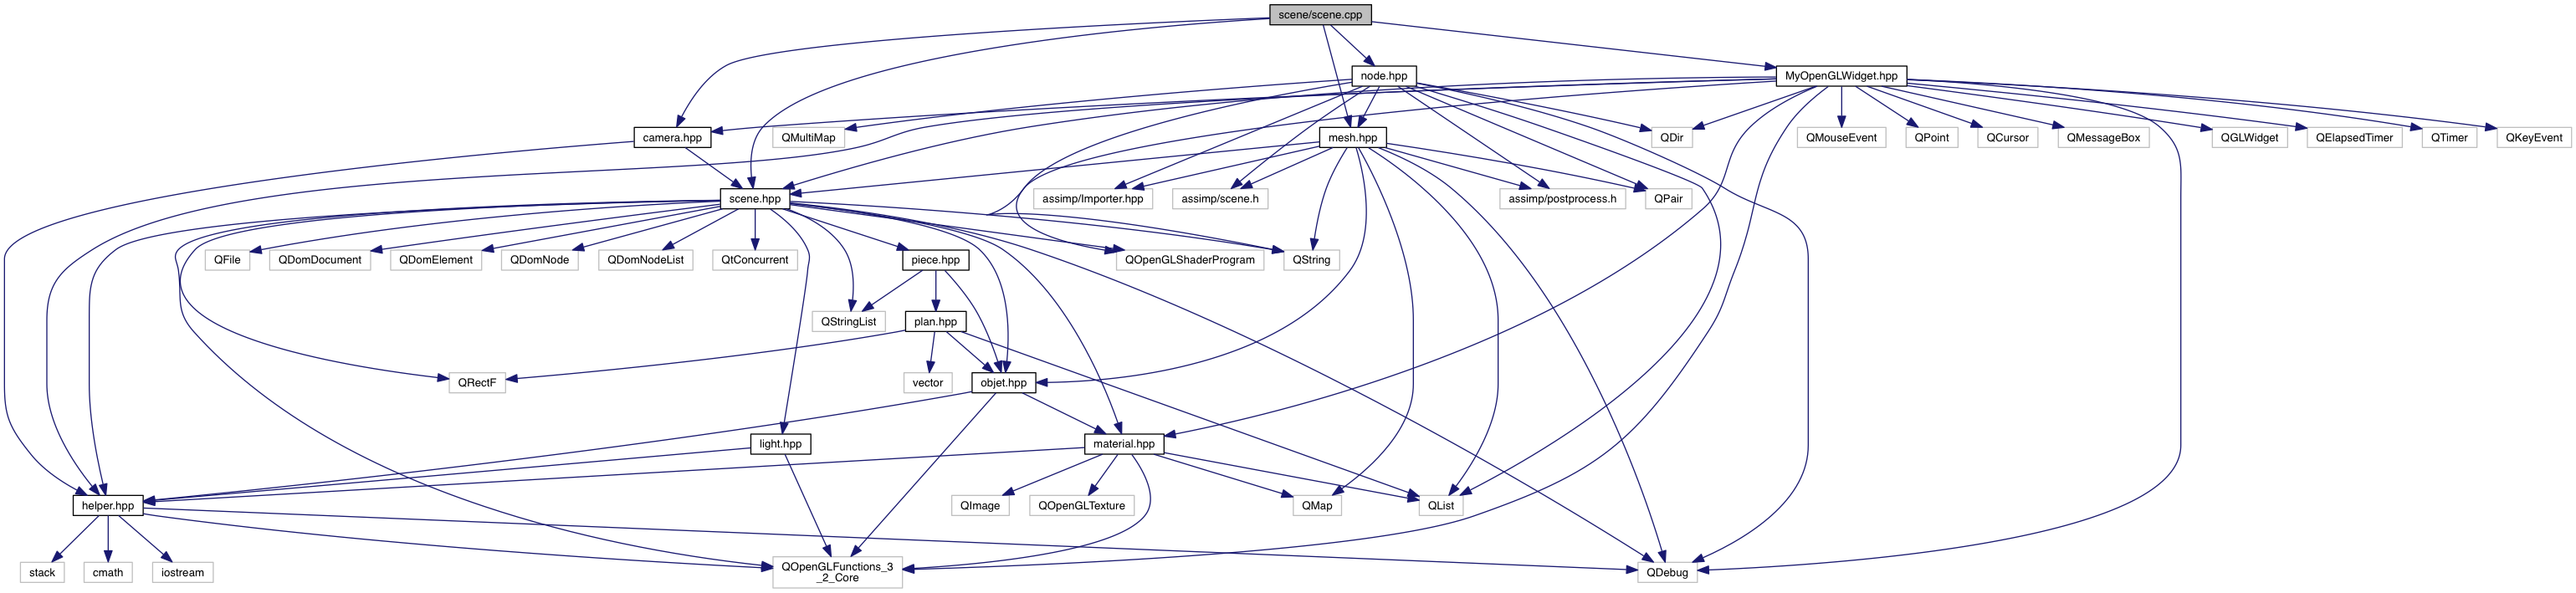 scene/scene.cpp
node.hpp
MyOpenGLWidget.hpp
camera.hpp
QMultiMap
mesh.hpp
QDir
QMouseEvent
QPoint
QCursor
QMessageBox
QGLWidget
QElapsedTimer
QTimer
QKeyEvent
scene.hpp
assimp/Importer.hpp
assimp/scene.h
assimp/postprocess.h
QPair
QFile
QDomDocument
QDomElement
QDomNode
QDomNodeList
QtConcurrent
piece.hpp
QOpenGLShaderProgram
QString
QStringList
plan.hpp
QRectF
vector
objet.hpp
light.hpp
material.hpp
helper.hpp
QImage
QOpenGLTexture
QMap
QList
stack
cmath
iostream
QOpenGLFunctions_3
_2_Core
QDebug